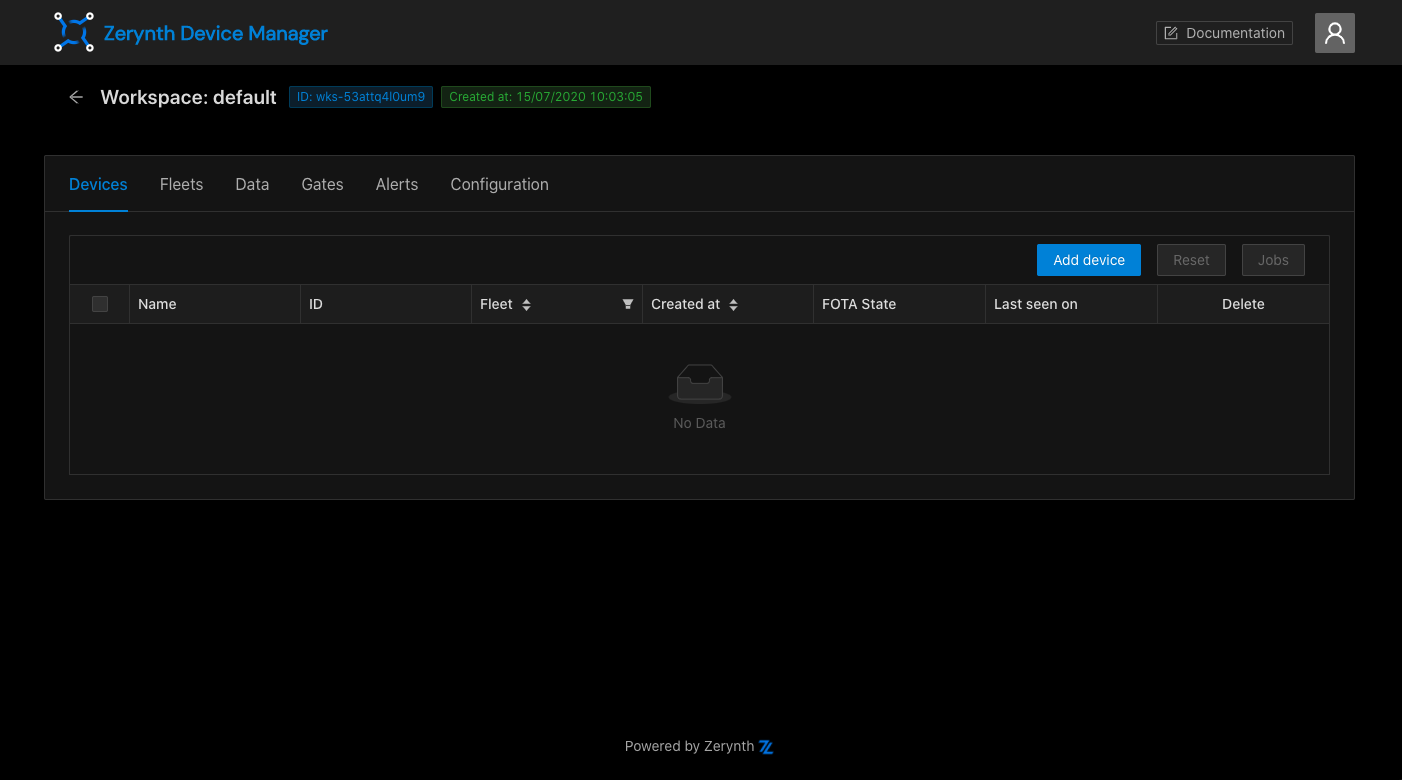 Zerynth Device Manager
Documentation
Workspace: default ID: wks-53attq4l0um9 Created at: 15/07/2020 10:03:05
Devices Fleets Data Gates Alerts Configuration
Add device Reset Jobs
Name ID Fleet Created at FOTA State Last seen on Delete
No Data
Powered by Zerynth